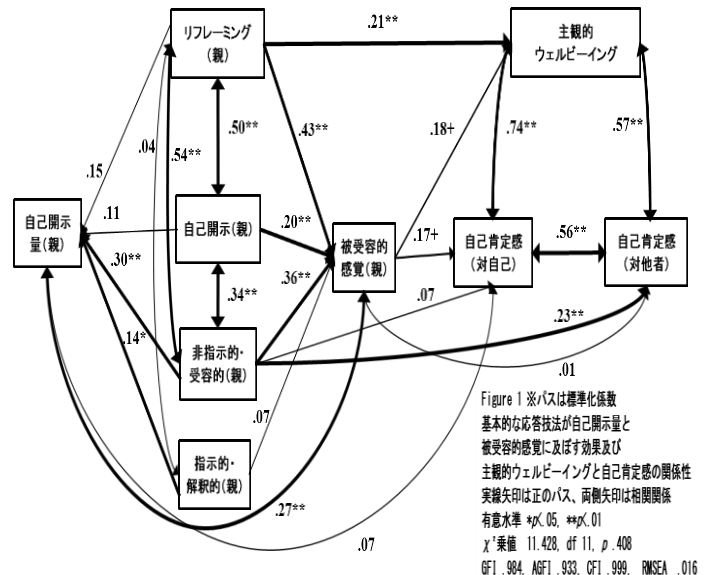 リフレーミング
(親)
.21**
主観的
ウェルビーイング
.50**
.43**
.18+
.74**
.57**
.04
.54**
.15
自己開示
量(親)
.11
自己開示(親)
.20**
被受容的
感覚(親)
.17+
自己肯定感
(対自己)
.56**
自己肯定感
(対他者)
.30**
.34**
.36**
.07
.23**
.14*
非指示的・
受容的(親)
.01
.07
指示的・
解釈的(親)
.27**
.07
Figure 1 ※パスは標準化係数
基本的な応答技法が自己開示量と
被受容的感覚に及ぼす効果及び
主観的ウェルビーイングと自己肯定感の関係性
実線矢印は正のパス、両側矢印は相関関係
有意水準 *p<.05, **p<.01
χ²乗値 11.428, df 11, p .408
GFI .984, AGFI .933, CFI .999, RMSEA .016